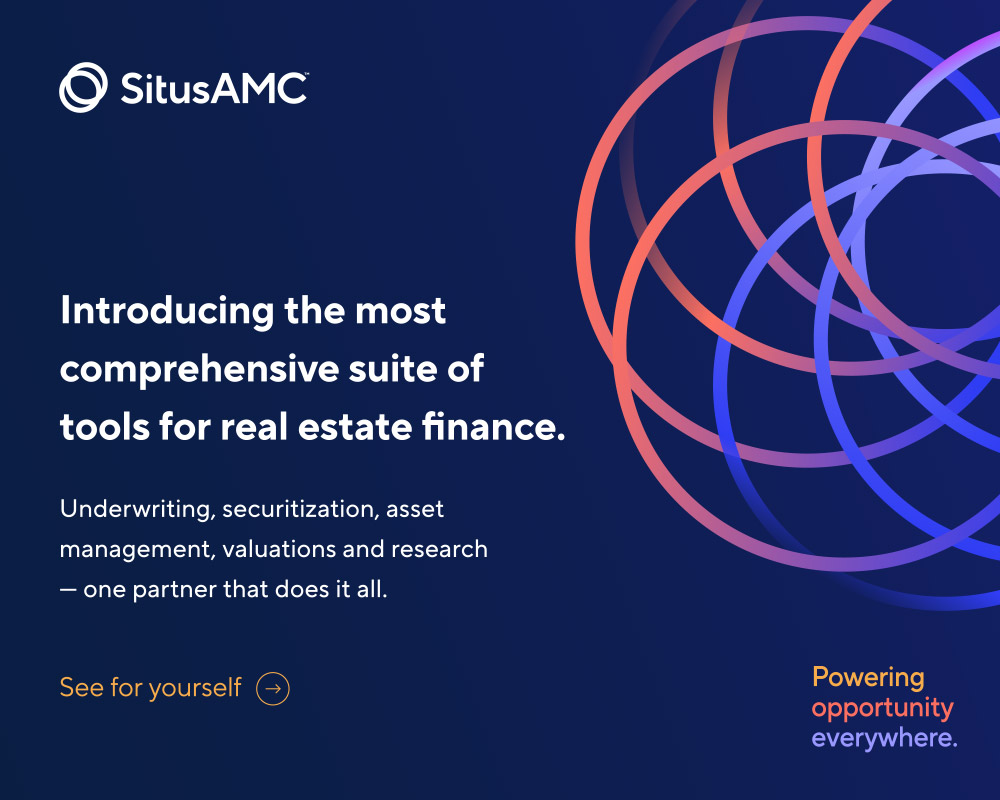 SitusAMC™
Introducing the most
comprehensive suite of
tools for real estate finance.
Underwriting, securitization, asset
management, valuations and research
— one partner that does it all.
See for yourself
Powering
opportunity
everywhere.